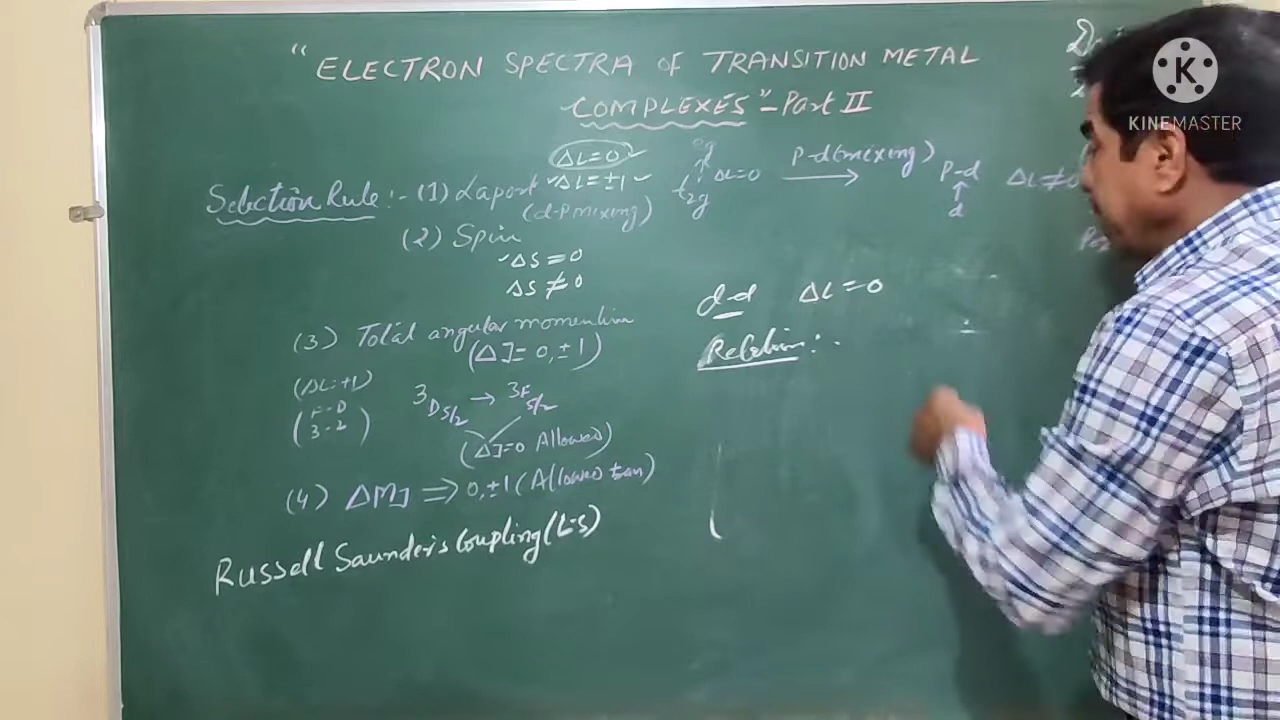 "ELECTRON SPECTRA OF TRANSITION METAL
COMPLEXES" - Part II
Selection Rule :- (1) Laport
ΔL=0 ✓
✓ ΔL=±1 ✓
(d-p mixing)
eg
↑
t2g
ΔL=0
P-d (mixing)
→
P-d
↑
d
ΔL≠0
(2) Spin
✓ ΔS = 0
ΔS ≠ 0
d-d ΔL=0
Relation :-
(3) Total angular momentum
(ΔJ = 0, ±1)
(ΔL=+1)
(F-D
3-2)
3D5/2 → 3F5/2
(ΔJ=0 Allowed)
(4) ΔMJ ⇒ 0, ±1 (Allowed tran)
Russell Saunder's Coupling (L-S)
KINEMASTER